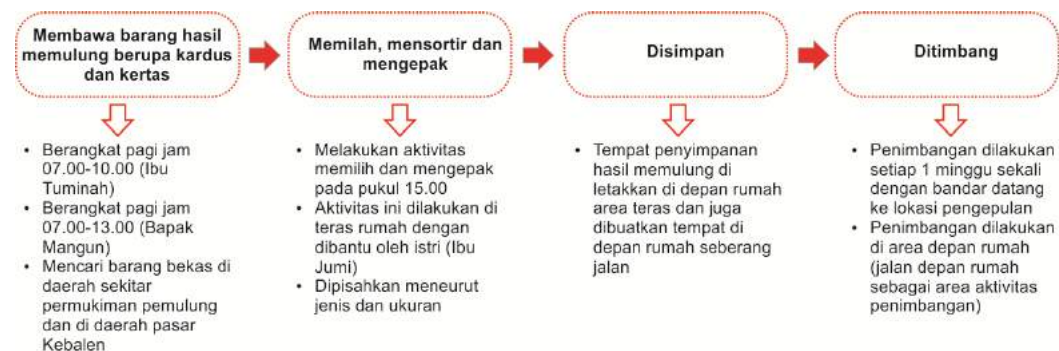 Membawa barang hasil
memulung berupa kardus
dan kertas
Memilah, mensortir dan
mengepak
Disimpan
Ditimbang
• Berangkat pagi jam
07.00-10.00 (Ibu
Tuminah)
• Berangkat pagi jam
07.00-13.00 (Bapak
Mangun)
• Mencari barang bekas di
daerah sekitar
permukiman pemulung
dan di daerah pasar
Kebalen
• Melakukan aktivitas
memilih dan mengepak
pada pukul 15.00
• Aktivitas ini dilakukan di
teras rumah dengan
dibantu oleh istri (Ibu
Jumi)
• Dipisahkan meneurut
jenis dan ukuran
• Tempat penyimpanan
hasil memulung di
letakkan di depan rumah
area teras dan juga
dibuatkan tempat di
depan rumah seberang
jalan
• Penimbangan dilakukan
setiap 1 minggu sekali
dengan bandar datang
ke lokasi pengepulan
• Penimbangan dilakukan
di area depan rumah
(jalan depan rumah
sebagai area aktivitas
penimbangan)